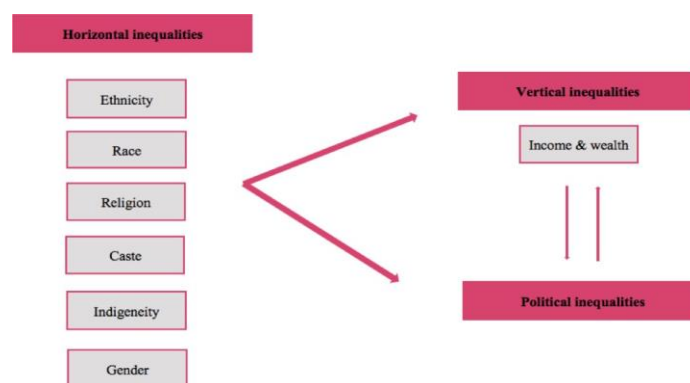 Horizontal inequalities
Ethnicity
Race
Religion
Caste
Indigeneity
Gender
Vertical inequalities
Income & wealth
Political inequalities